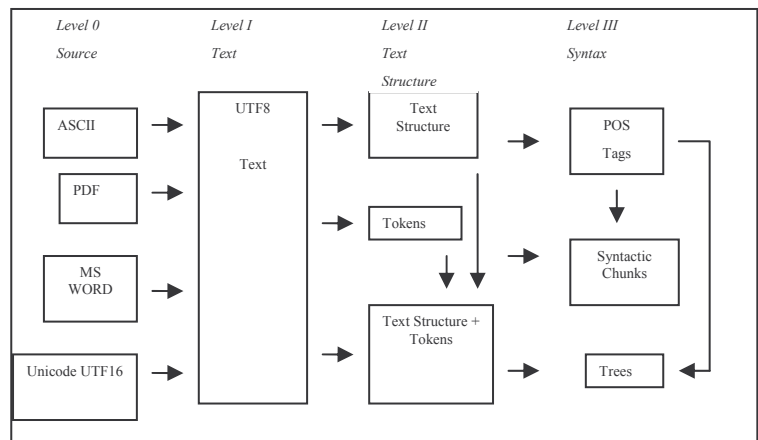 Level 0
Source
Level I
Text
Level II
Text
Structure
Level III
Syntax
ASCII
PDF
MS
WORD
Unicode UTF16
UTF8
Text
Text
Structure
Tokens
Text Structure +
Tokens
POS
Tags
Syntactic
Chunks
Trees